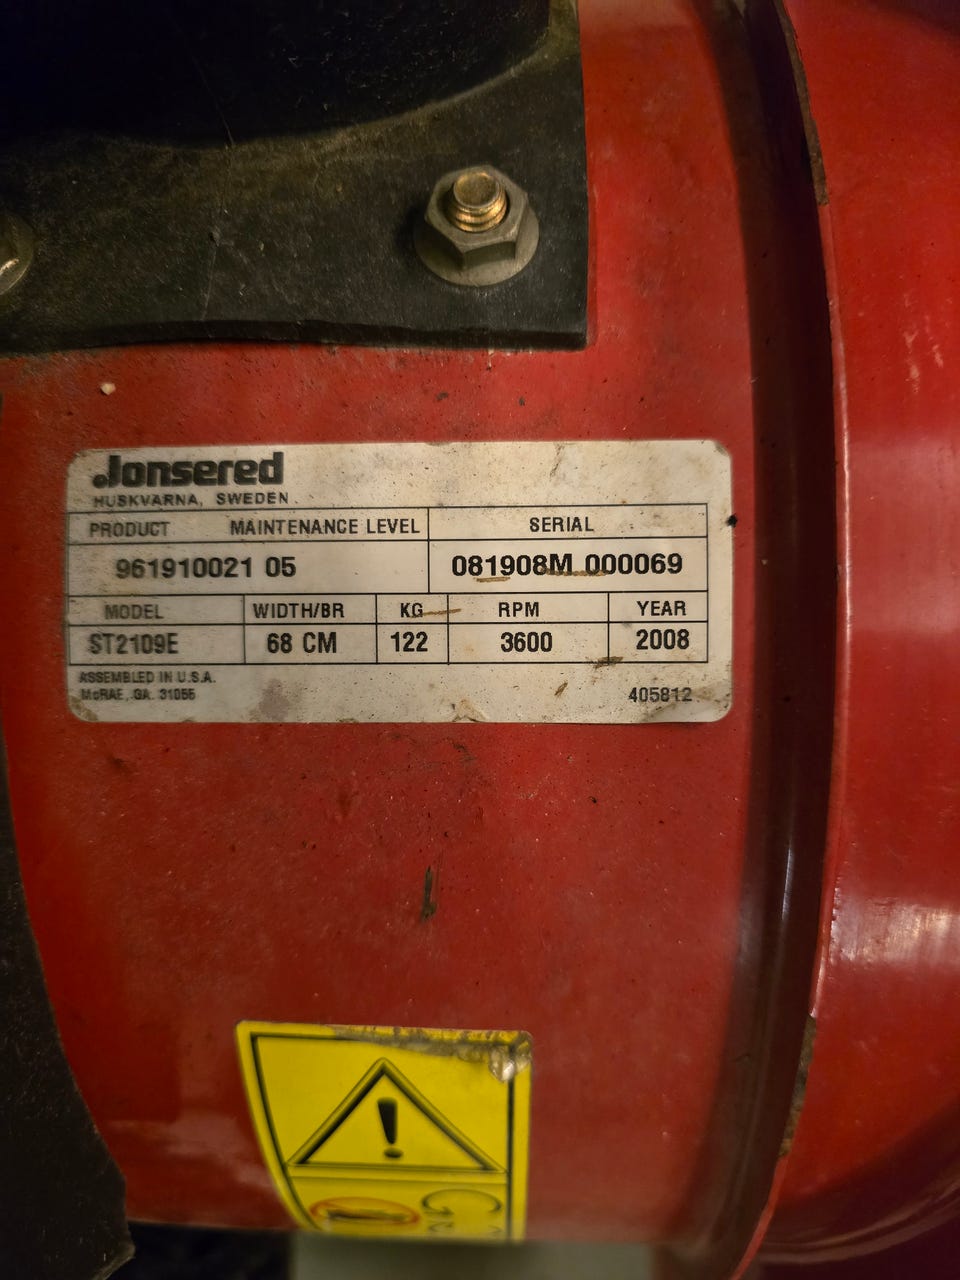 Jonsered
HUSKVARNA, SWEDEN.
PRODUCT MAINTENANCE LEVEL SERIAL
961910021 05 081908M 000069
MODEL WIDTH/BR KG RPM YEAR
ST2109E 68 CM 122 3600 2008
ASSEMBLED IN U.S.A.
McRAE, GA. 31055 405812